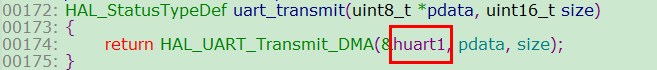 00172: HAL_StatusTypeDef uart_transmit(uint8_t *pdata, uint16_t size)
00173: {
00174:     return HAL_UART_Transmit_DMA(&huart1, pdata, size);
00175: }